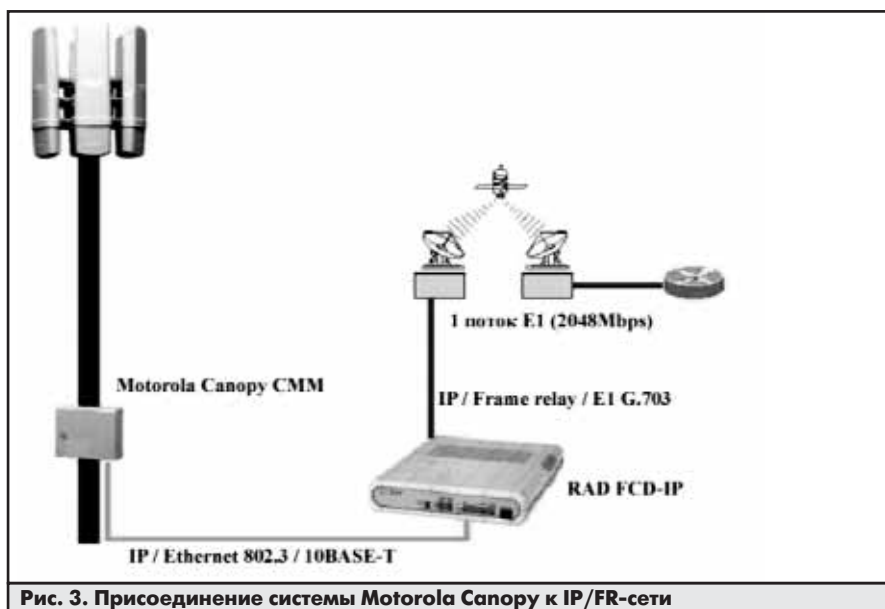 1 поток E1 (2048Mbps)
Motorola Canopy CMM
IP / Frame relay / E1 G.703
RAD FCD-IP
IP / Ethernet 802.3 / 10BASE-T
Рис. 3. Присоединение системы Motorola Canopy к IP/FR-сети